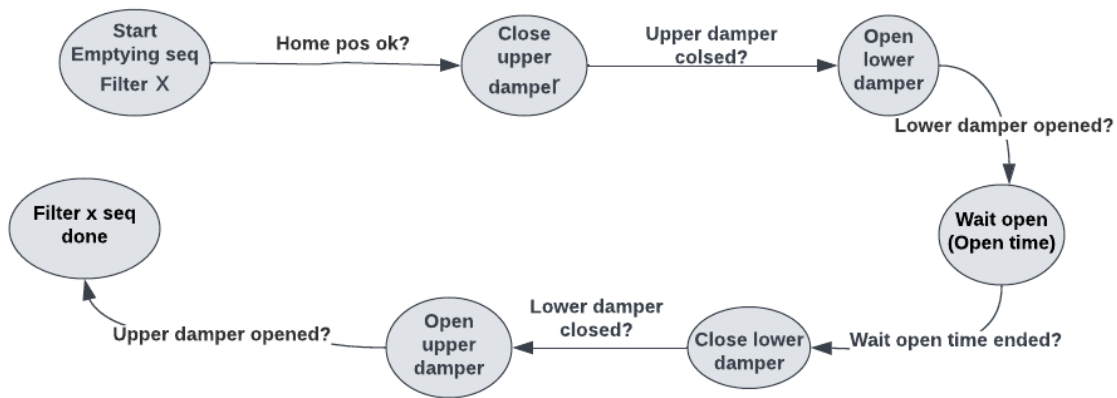 Start
Emptying seq
Filter X
Home pos ok?
Close
upper
damper
Upper damper
colsed?
Open
lower
damper
Lower damper opened?
Wait open
(Open time)
Wait open time ended?
Close lower
damper
Lower damper
closed?
Open
upper
damper
Upper damper opened?
Filter x seq
done